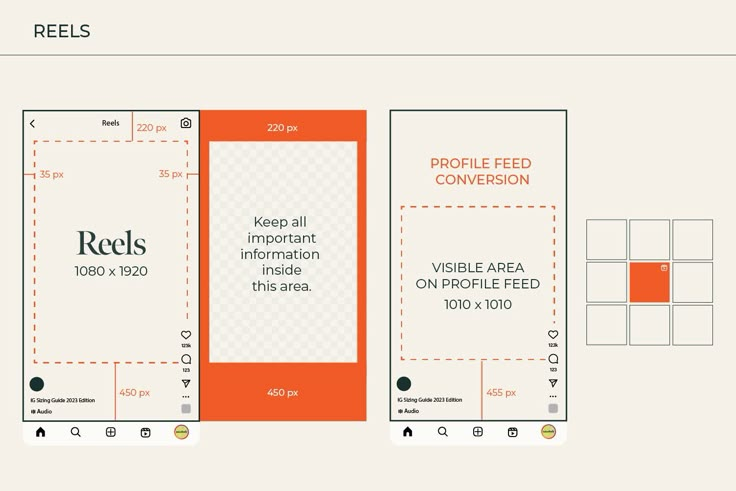 REELS
Reels
220 px
35 px
35 px
Reels
1080 x 1920
123k
123
450 px
IG Sizing Guide 2023 Edition
Audio
220 px
Keep all
important
information
inside
this area.
450 px
PROFILE FEED
CONVERSION
VISIBLE AREA
ON PROFILE FEED
1010 x 1010
123k
123
455 px
IG Sizing Guide 2023 Edition
Audio